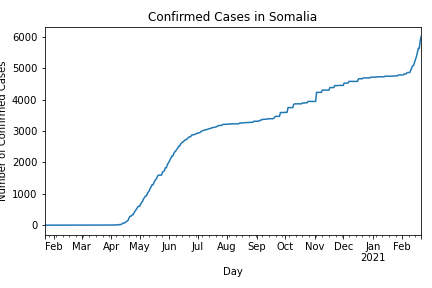 Confirmed Cases in Somalia
Number of Confirmed Cases
6000
5000
4000
3000
2000
1000
0
Feb Mar Apr May Jun Jul Aug Sep Oct Nov Dec Jan Feb
2021
Day